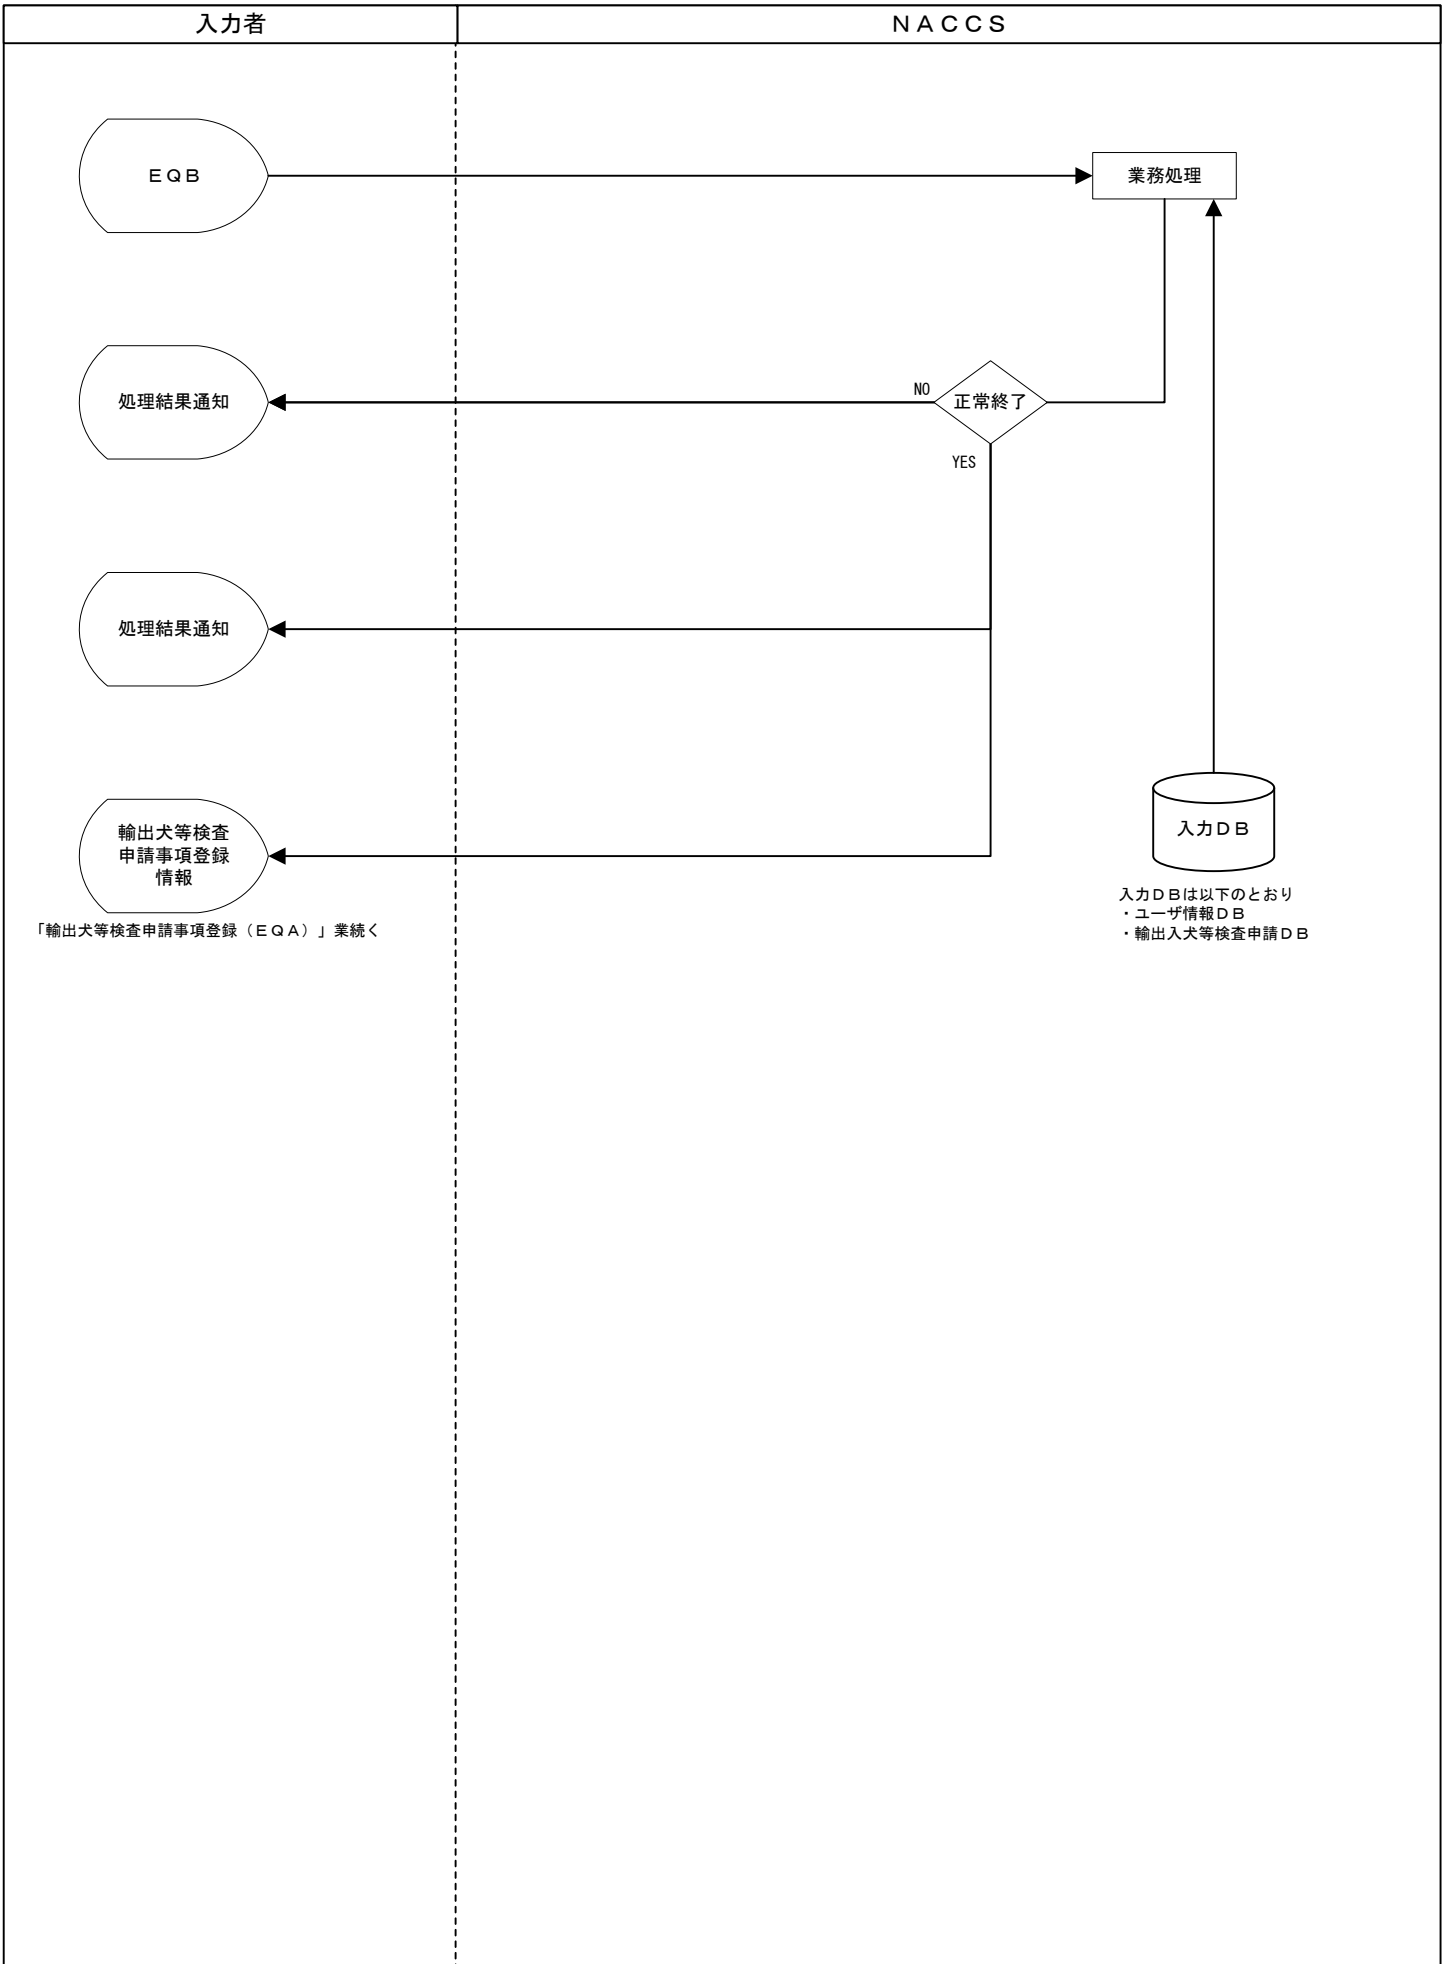 入力者
ＮＡＣＣＳ
ＥＱＢ
業務処理
処理結果通知
NO
正常終了
YES
処理結果通知
輸出犬等検査
申請事項登録
情報
「輸出犬等検査申請事項登録（ＥＱＡ）」業続く
入力ＤＢ
入力ＤＢは以下のとおり
・ユーザ情報ＤＢ
・輸出入犬等検査申請ＤＢ